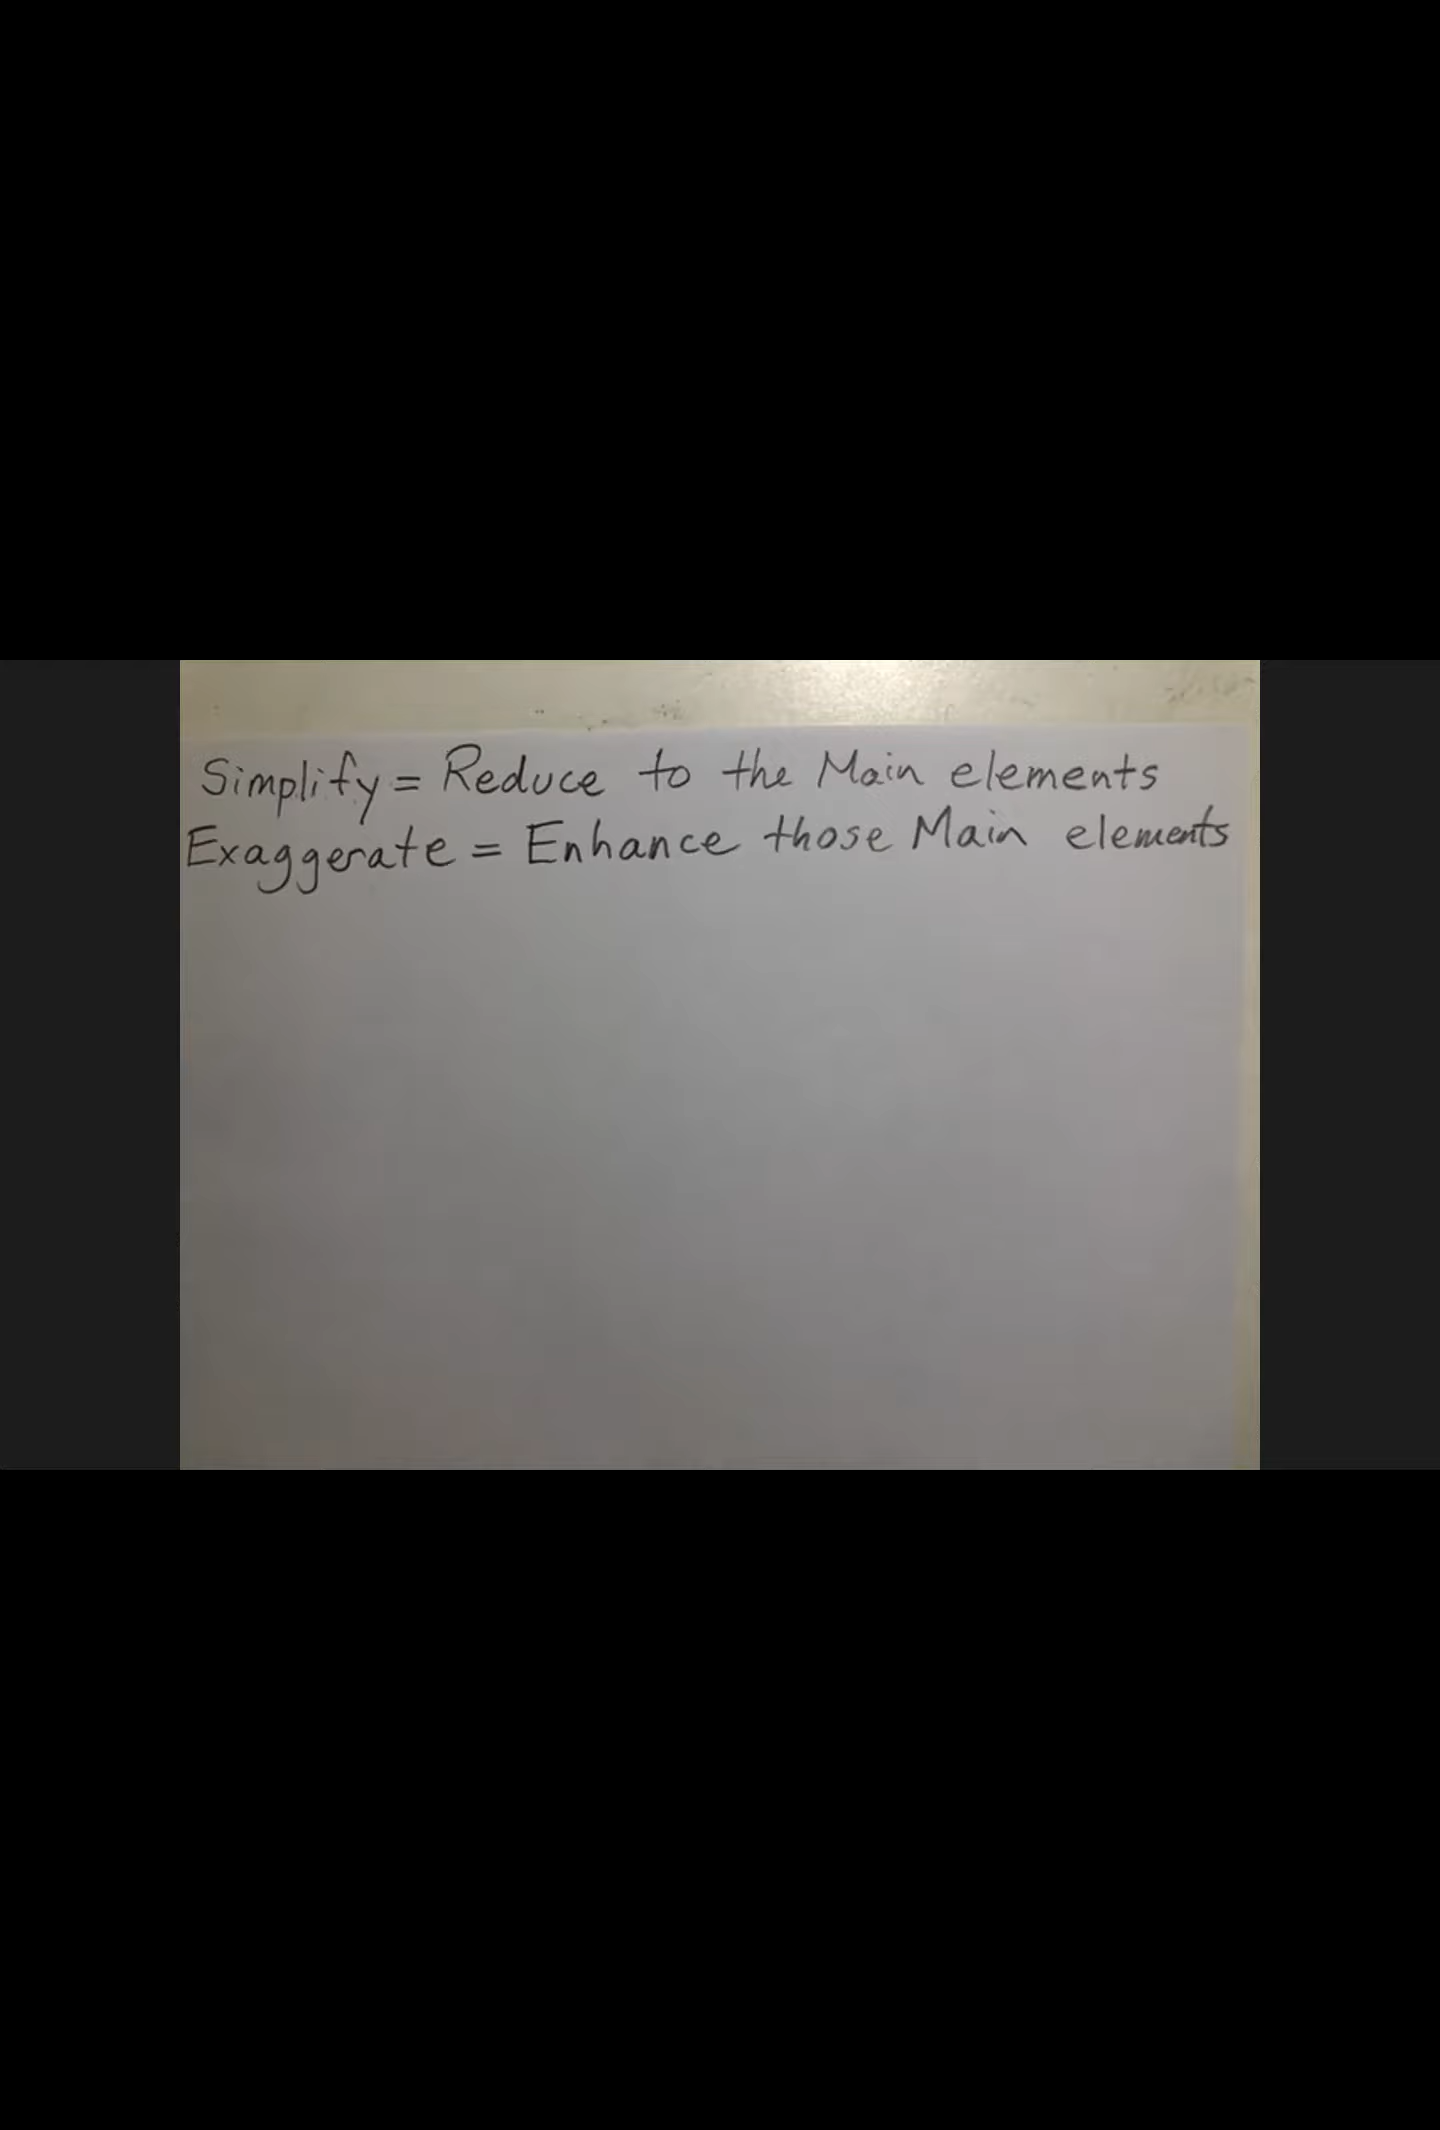 Simplify = Reduce to the Main elements
Exaggerate = Enhance those Main elements